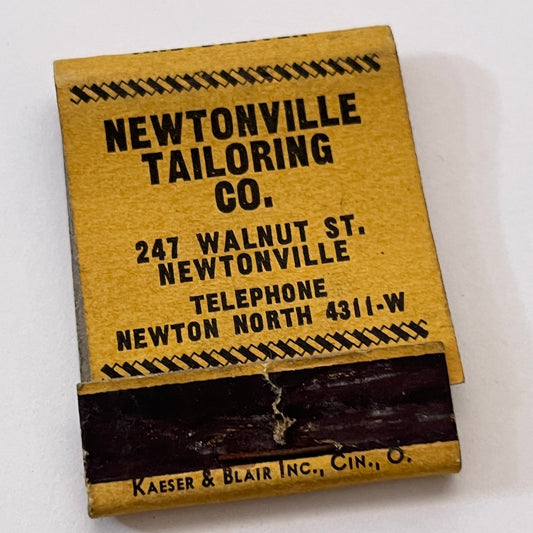 NEWTONVILLE
TAILORING
CO.
247 WALNUT ST.
NEWTONVILLE
TELEPHONE
NEWTON NORTH 4311-W
KAESER & BLAIR INC., CIN., O.